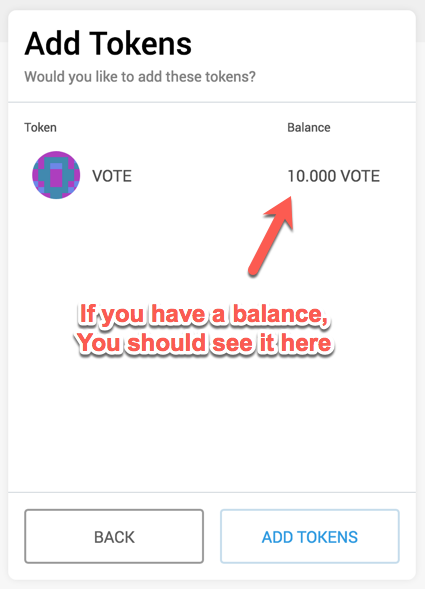 Add Tokens
Would you like to add these tokens?
Token Balance
VOTE 10.000 VOTE
If you have a balance,
You should see it here
BACK ADD TOKENS